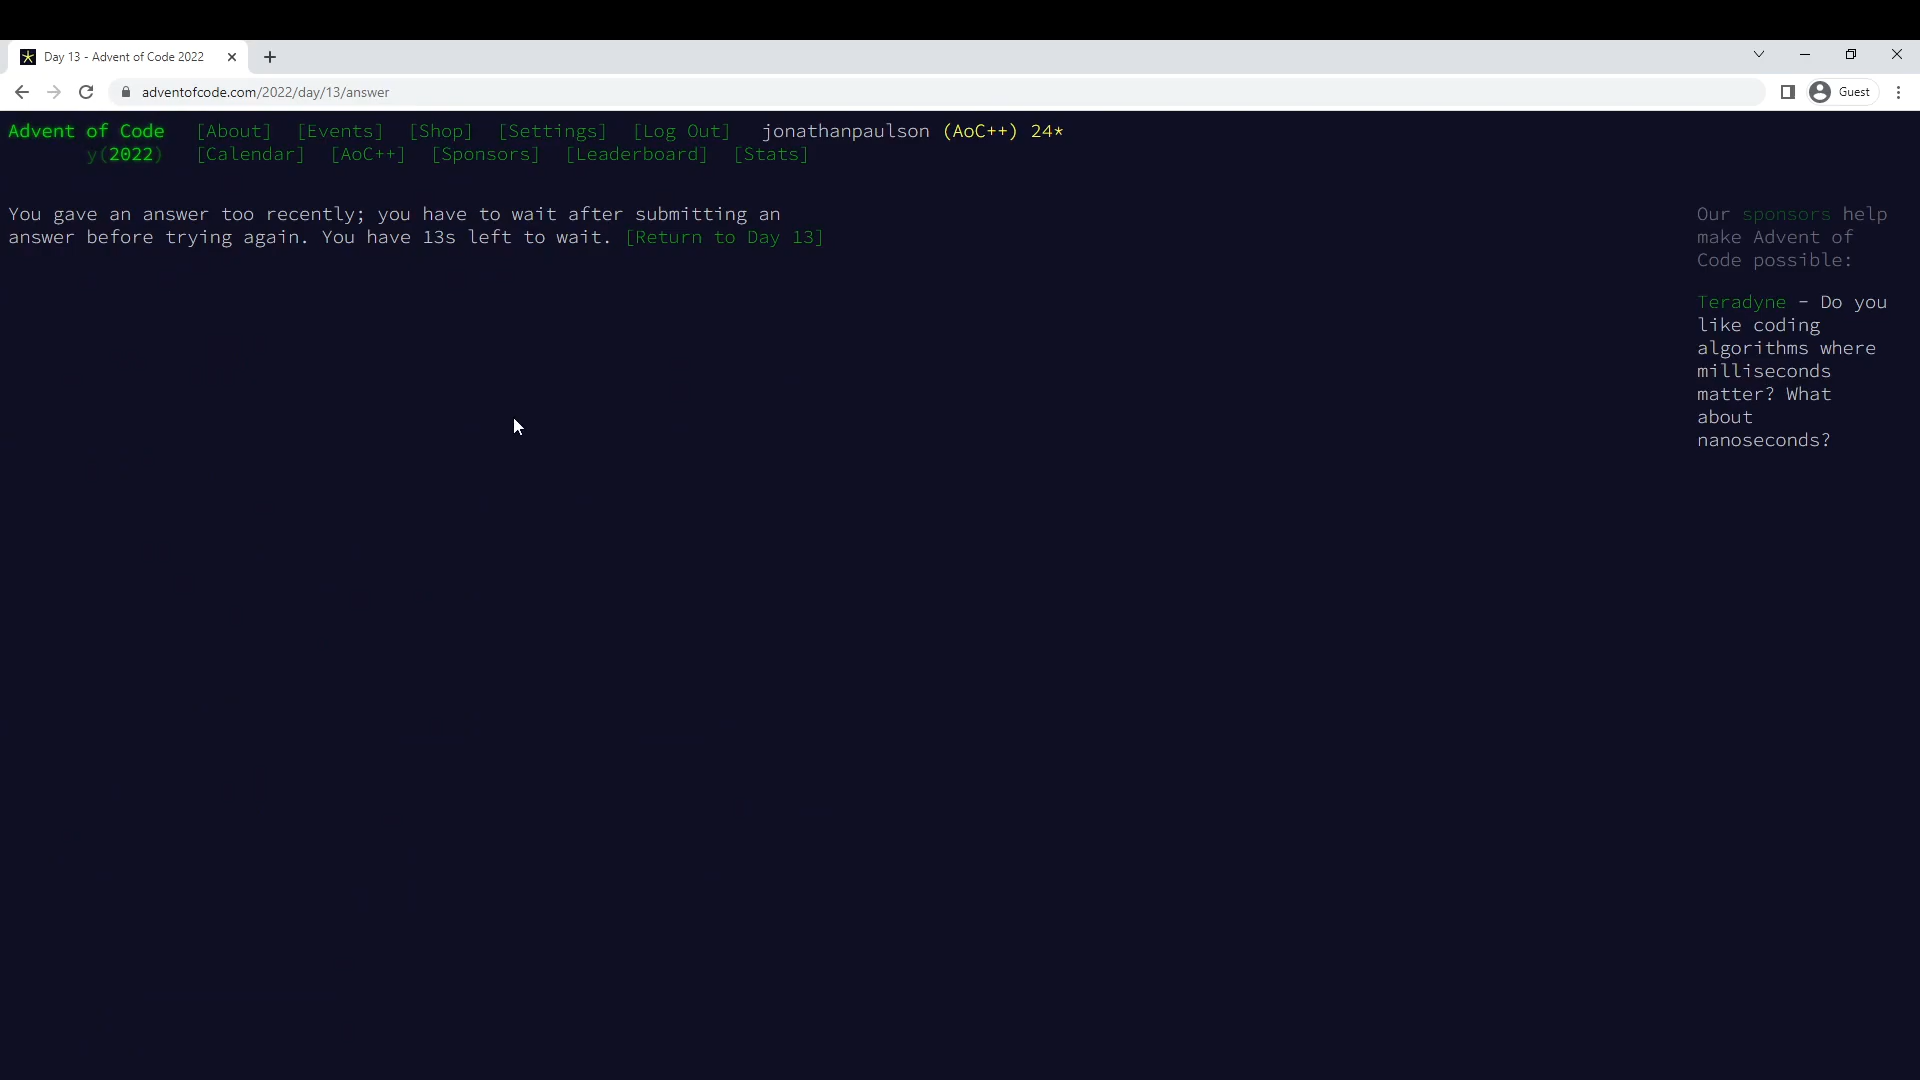 Day 13 - Advent of Code 2022
adventofcode.com/2022/day/13/answer
Guest
Advent of Code [About] [Events] [Shop] [Settings] [Log Out] jonathanpaulson (AoC++) 24*
y(2022) [Calendar] [AoC++] [Sponsors] [Leaderboard] [Stats]
You gave an answer too recently; you have to wait after submitting an
answer before trying again. You have 13s left to wait. [Return to Day 13]
Our sponsors help
make Advent of
Code possible:
Teradyne - Do you
like coding
algorithms where
milliseconds
matter? What
about
nanoseconds?